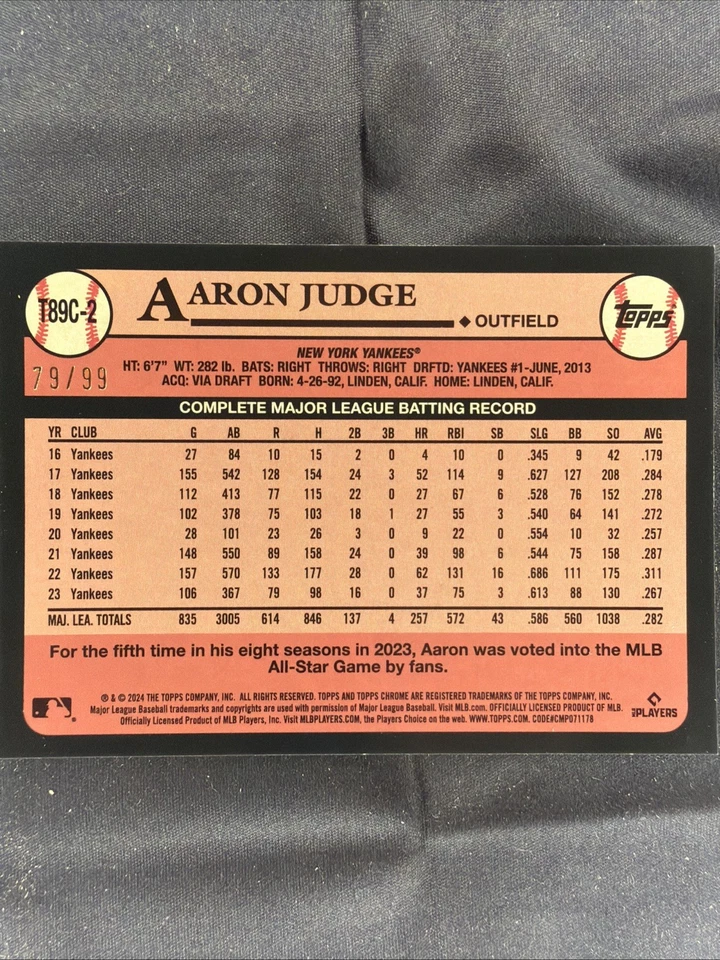 T89C-2
AARON JUDGE
◆ OUTFIELD
Topps
79/99
NEW YORK YANKEES®
HT: 6'7" WT: 282 lb. BATS: RIGHT THROWS: RIGHT DRFTD: YANKEES #1-JUNE, 2013
ACQ: VIA DRAFT BORN: 4-26-92, LINDEN, CALIF. HOME: LINDEN, CALIF.
COMPLETE MAJOR LEAGUE BATTING RECORD
YR CLUB G AB R H 2B 3B HR RBI SB SLG BB SO AVG
16 Yankees 27 84 10 15 2 0 4 10 0 .345 9 42 .179
17 Yankees 155 542 128 154 24 3 52 114 9 .627 127 208 .284
18 Yankees 112 413 77 115 22 0 27 67 6 .528 76 152 .278
19 Yankees 102 378 75 103 18 1 27 55 3 .540 64 141 .272
20 Yankees 28 101 23 26 3 0 9 22 0 .554 10 32 .257
21 Yankees 148 550 89 158 24 0 39 98 6 .544 75 158 .287
22 Yankees 157 570 133 177 28 0 62 131 16 .686 111 175 .311
23 Yankees 106 367 79 98 16 0 37 75 3 .613 88 130 .267
MAJ. LEA. TOTALS 835 3005 614 846 137 4 257 572 43 .586 560 1038 .282
For the fifth time in his eight seasons in 2023, Aaron was voted into the MLB
All-Star Game by fans.
® & © 2024 THE TOPPS COMPANY, INC. ALL RIGHTS RESERVED. TOPPS AND TOPPS CHROME ARE REGISTERED TRADEMARKS OF THE TOPPS COMPANY, INC.
Major League Baseball trademarks and copyrights are used with permission of Major League Baseball. Visit MLB.com. OFFICIALLY LICENSED PRODUCT OF MLB.
Officially Licensed Product of MLB Players, Inc. Visit MLBPLAYERS.COM, the Players Choice on the web. WWW.TOPPS.COM. CODE#CMP071178
MLB PLAYERS